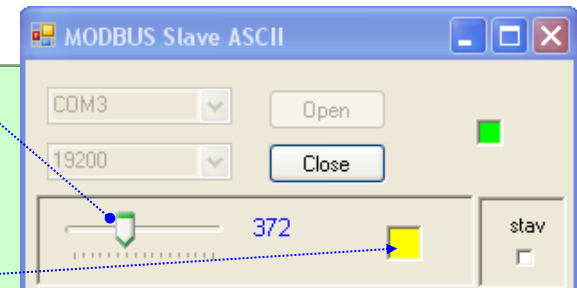 MODBUS Slave ASCII
COM3
Open
19200
Close
372
stav